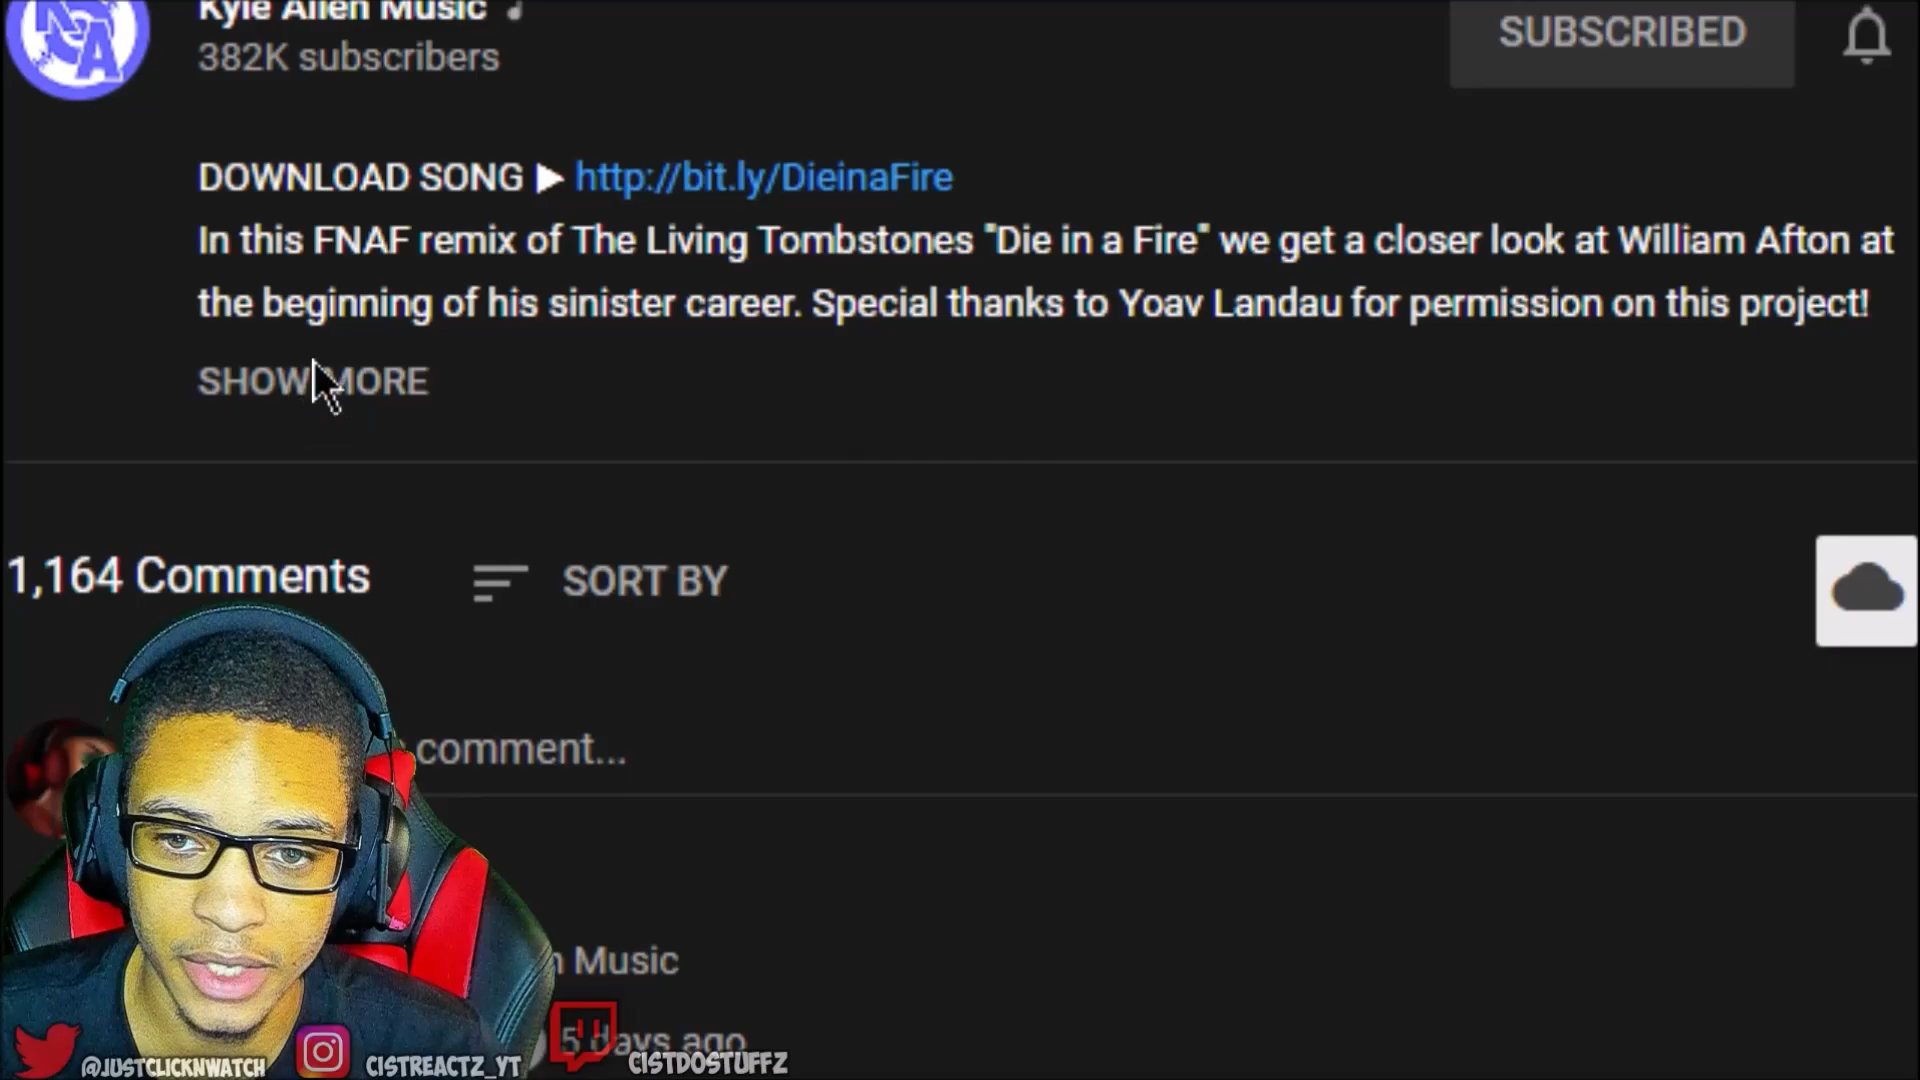 Kyle Allen Music
382K subscribers
SUBSCRIBED
DOWNLOAD SONG ▶ http://bit.ly/DieinaFire
In this FNAF remix of The Living Tombstones "Die in a Fire" we get a closer look at William Afton at
the beginning of his sinister career. Special thanks to Yoav Landau for permission on this project!
SHOW MORE
1,164 Comments
SORT BY
comment...
n Music
5 days ago
@JUSTCLICKNWATCH
CISTREACTZ_YT
CISTDOSTUFFZ